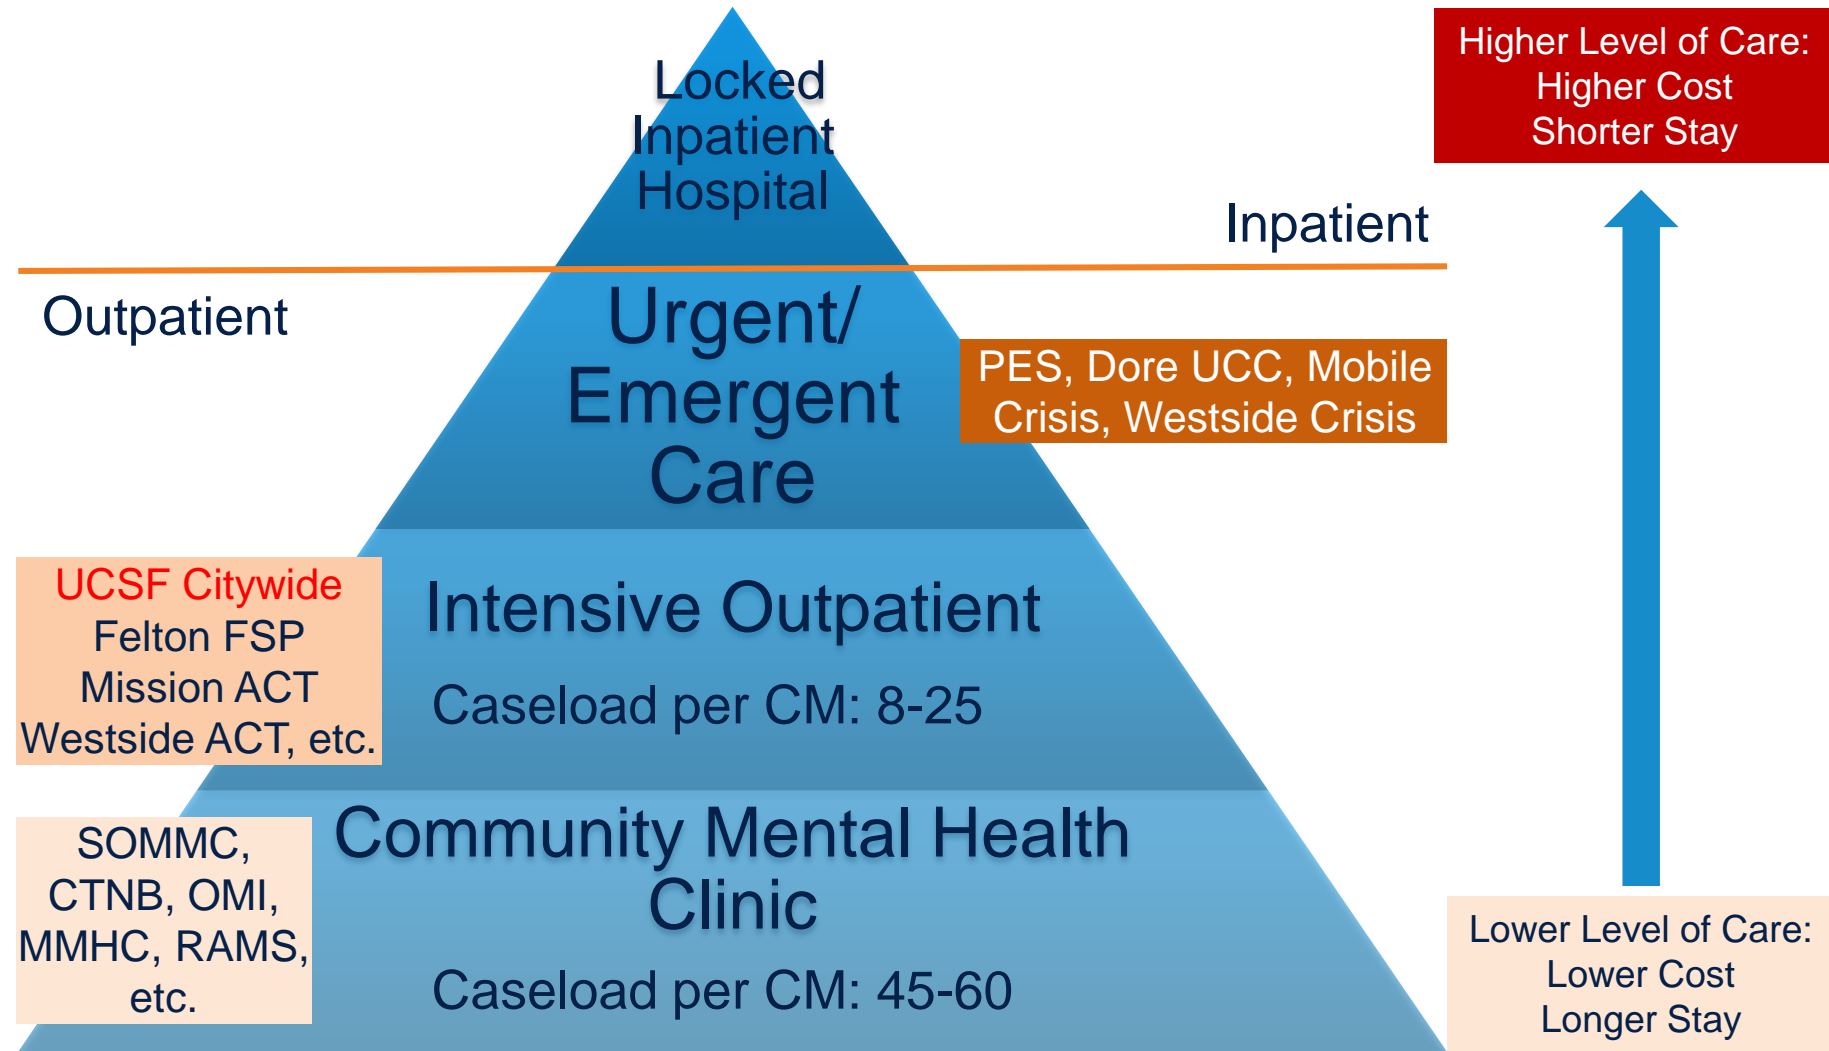 Locked
Inpatient
Hospital
Higher Level of Care:
Higher Cost
Shorter Stay
Inpatient
Outpatient
Urgent/
Emergent
Care
PES, Dore UCC, Mobile
Crisis, Westside Crisis
UCSF Citywide
Felton FSP
Mission ACT
Westside ACT, etc.
Intensive Outpatient
Caseload per CM: 8-25
SOMMC,
CTNB, OMI,
MMHC, RAMS,
etc.
Community Mental Health
Clinic
Caseload per CM: 45-60
Lower Level of Care:
Lower Cost
Longer Stay